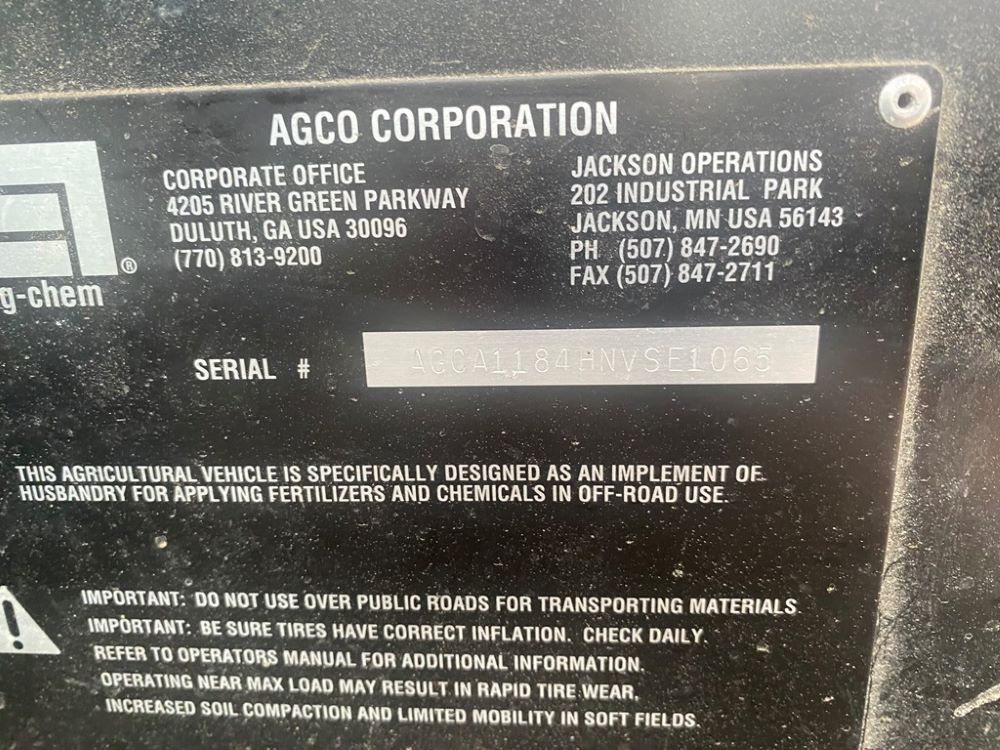 AGCO CORPORATION
CORPORATE OFFICE
4205 RIVER GREEN PARKWAY
DULUTH, GA USA 30096
(770) 813-9200
JACKSON OPERATIONS
202 INDUSTRIAL PARK
JACKSON, MN USA 56143
PH (507) 847-2690
FAX (507) 847-2711
®
g-chem
SERIAL # AGCA1184HNVSE1065
THIS AGRICULTURAL VEHICLE IS SPECIFICALLY DESIGNED AS AN IMPLEMENT OF
HUSBANDRY FOR APPLYING FERTILIZERS AND CHEMICALS IN OFF-ROAD USE.
!
IMPORTANT: DO NOT USE OVER PUBLIC ROADS FOR TRANSPORTING MATERIALS.
IMPORTANT: BE SURE TIRES HAVE CORRECT INFLATION. CHECK DAILY.
REFER TO OPERATORS MANUAL FOR ADDITIONAL INFORMATION.
OPERATING NEAR MAX LOAD MAY RESULT IN RAPID TIRE WEAR,
INCREASED SOIL COMPACTION AND LIMITED MOBILITY IN SOFT FIELDS.